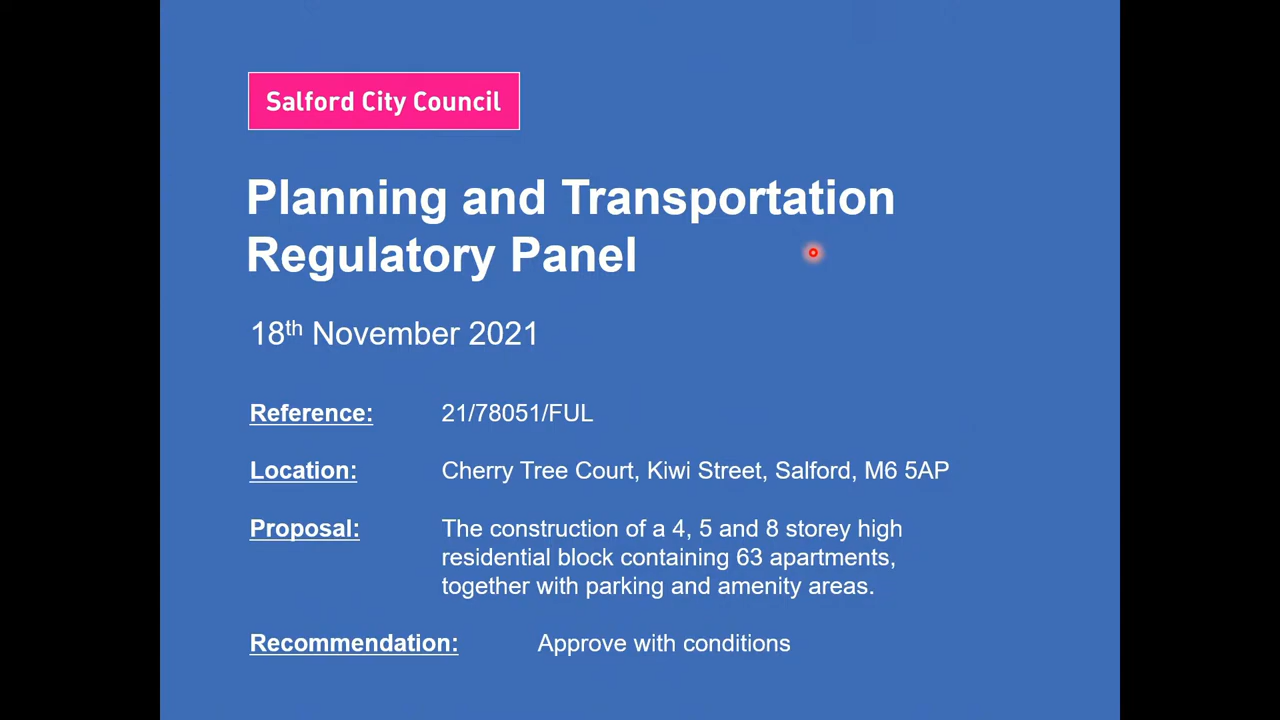 Salford City Council
Planning and Transportation
Regulatory Panel
18th November 2021
Reference: 21/78051/FUL
Location: Cherry Tree Court, Kiwi Street, Salford, M6 5AP
Proposal: The construction of a 4, 5 and 8 storey high
residential block containing 63 apartments,
together with parking and amenity areas.
Recommendation: Approve with conditions